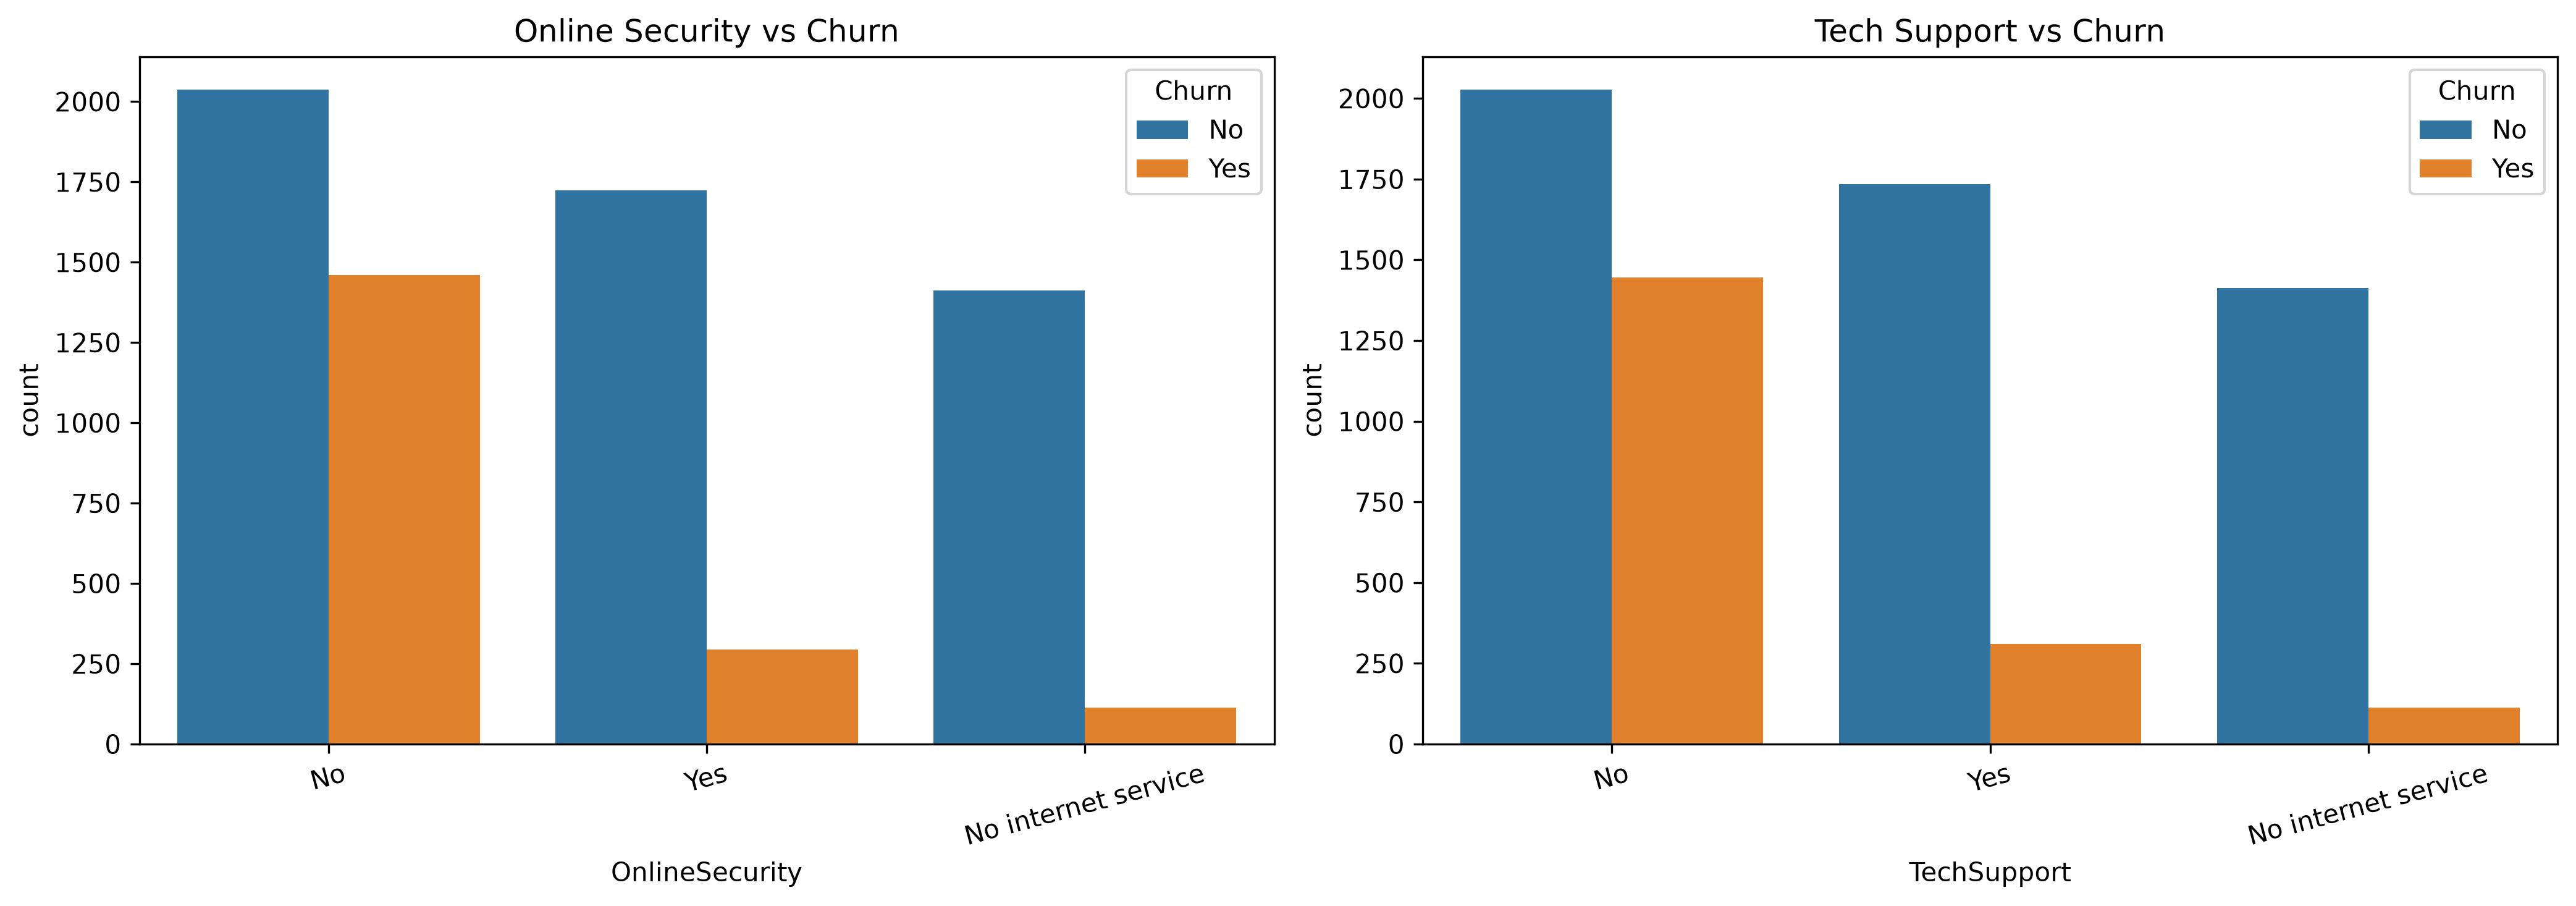 Online Security vs Churn
2000
1750
1500
1250
1000
750
500
250
0
count
Churn
No
Yes
No
Yes
No internet service
OnlineSecurity
Tech Support vs Churn
2000
1750
1500
1250
1000
750
500
250
0
count
Churn
No
Yes
No
Yes
No internet service
TechSupport